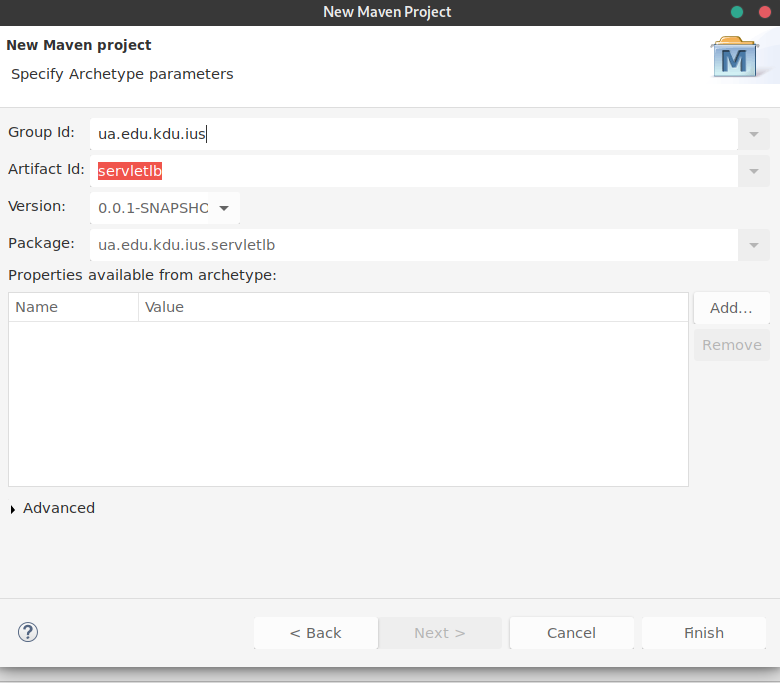 New Maven Project
New Maven project
Specify Archetype parameters
M
Group Id: ua.edu.kdu.ius
Artifact Id: servletlb
Version: 0.0.1-SNAPSHC
Package: ua.edu.kdu.ius.servletlb
Properties available from archetype:
Name Value Add...
Remove
Advanced
? < Back Next > Cancel Finish